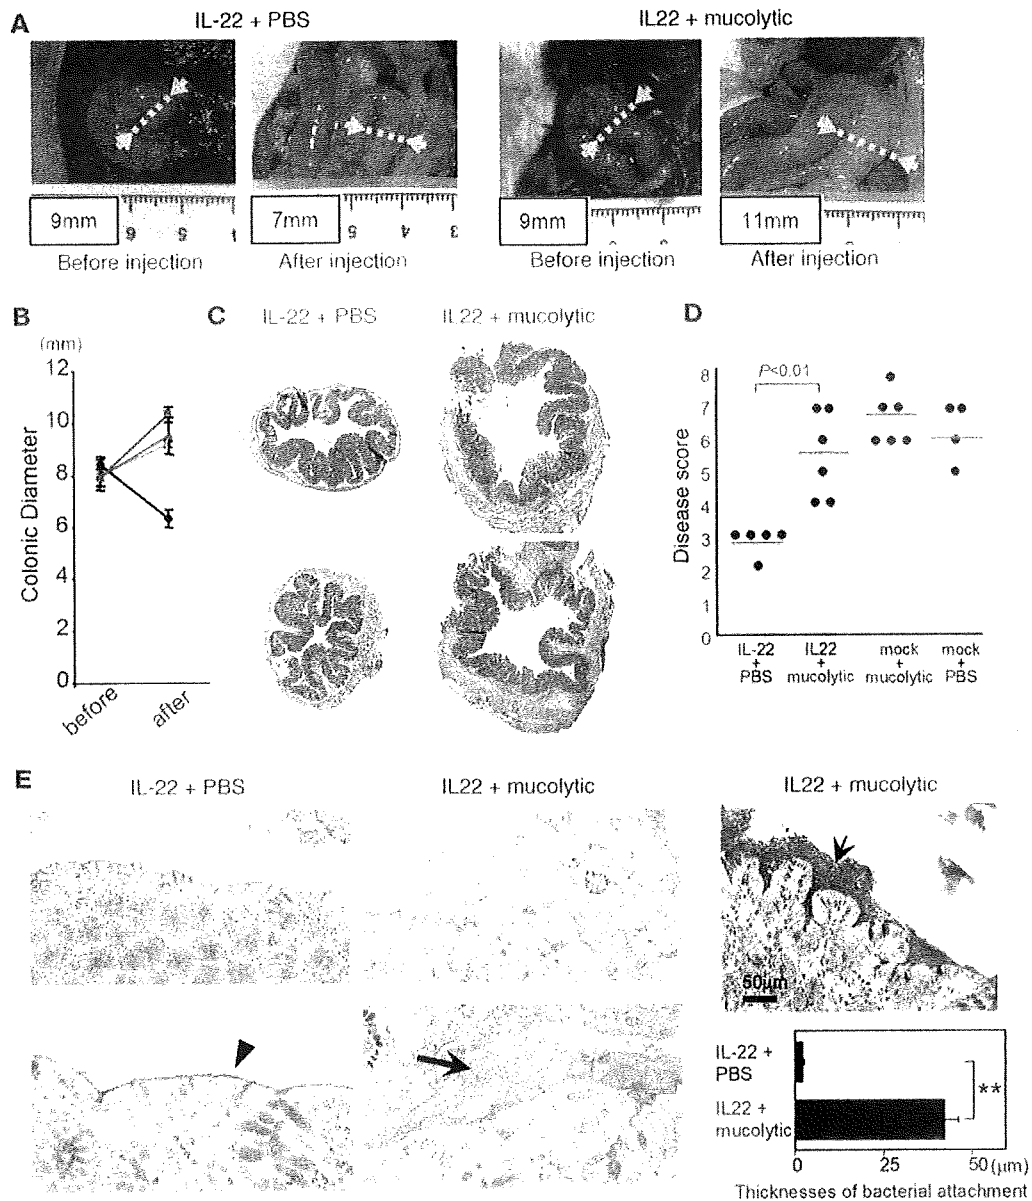 A
IL-22 + PBS
IL22 + mucolytic
9mm
7mm
9mm
11mm
Before injection
After injection
Before injection
After injection
B
(mm)
12
10
8
6
4
2
0
Colonic Diameter
before
after
C
IL-22 + PBS
IL22 + mucolytic
D
8
7
6
5
4
3
2
1
0
Disease score
P<0.01
IL-22
+
PBS
IL22
+
mucolytic
mock
+
mucolytic
mock
+
PBS
E
IL-22 + PBS
IL22 + mucolytic
IL22 + mucolytic
50µm
IL-22 +
PBS
IL22 +
mucolytic
**
0
25
50 (µm)
Thicknesses of bacterial attachment